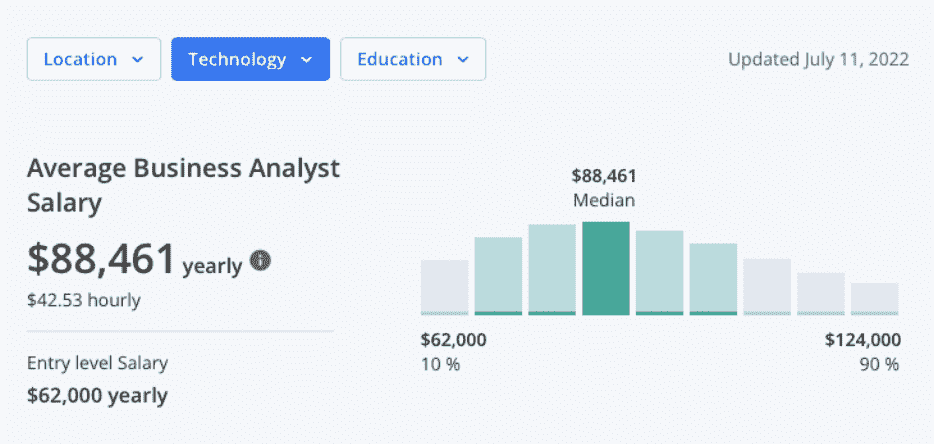 Location
Technology
Education
Updated July 11, 2022
Average Business Analyst
Salary
$88,461 yearly
$42.53 hourly
Entry level Salary
$62,000 yearly
$88,461
Median
$62,000
10 %
$124,000
90 %